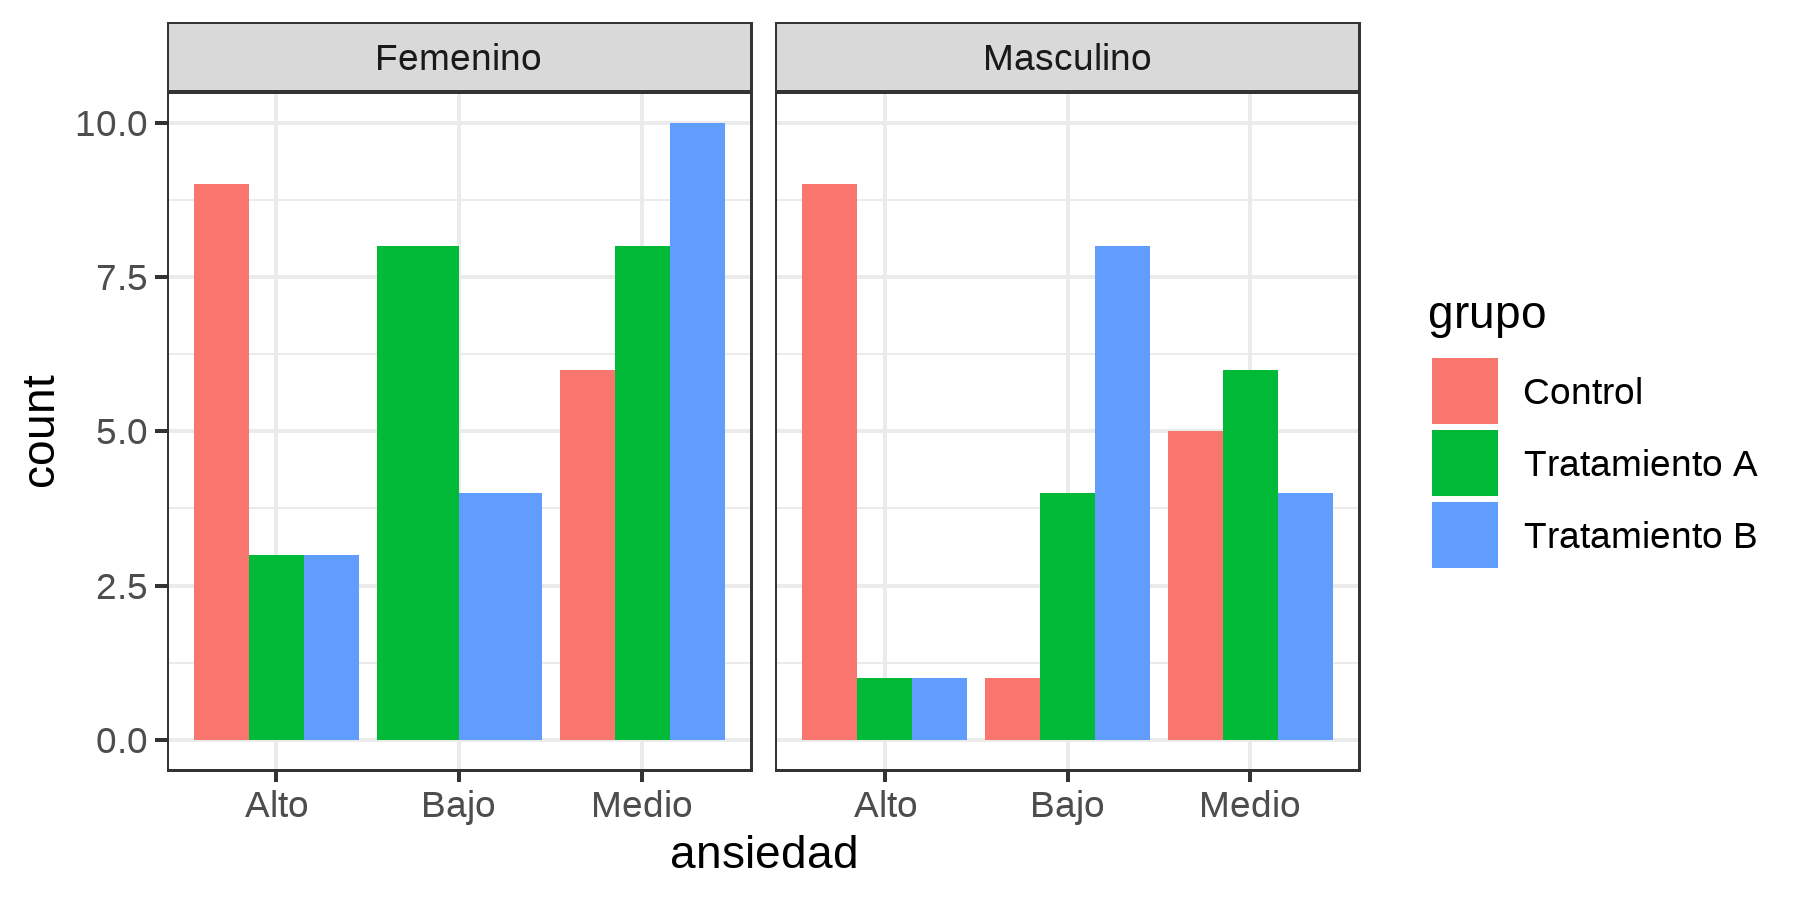 Femenino
Masculino
10.0
7.5
5.0
2.5
0.0
count
Alto
Bajo
Medio
Alto
Bajo
Medio
ansiedad
grupo
Control
Tratamiento A
Tratamiento B